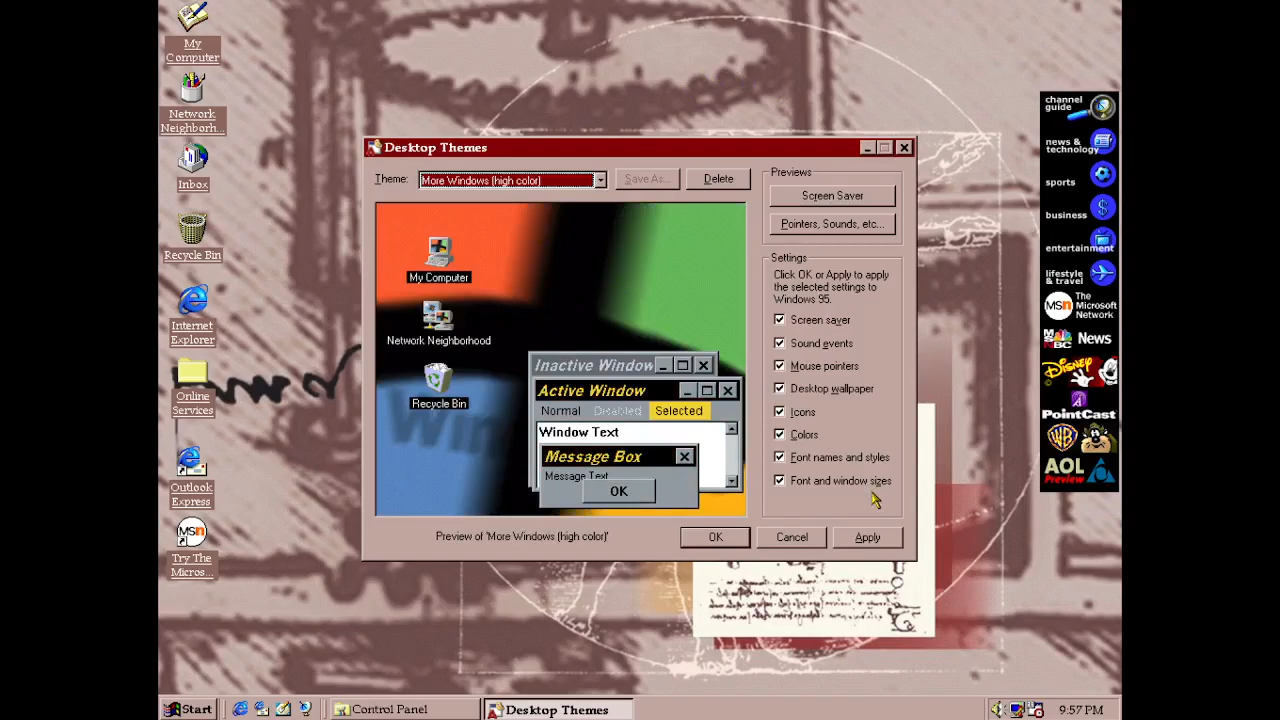 My
Computer
Network
Neighborh...
Inbox
Recycle Bin
Internet
Explorer
Online
Services
Outlook
Express
Try The
Micros...
Desktop Themes
Theme:
More Windows (high color)
Save As...
Delete
My Computer
Network Neighborhood
Recycle Bin
Inactive Window
Active Window
Normal Disabled Selected
Window Text
Message Box
Message Text
OK
Preview of 'More Windows (high color)'
Previews
Screen Saver
Pointers, Sounds, etc...
Settings
Click OK or Apply to apply
the selected settings to
Windows 95.
Screen saver
Sound events
Mouse pointers
Desktop wallpaper
Icons
Colors
Font names and styles
Font and window sizes
OK
Cancel
Apply
channel
guide
news &
technology
sports
business
entertainment
lifestyle
& travel
msn The
Microsoft
Network
MSNBC News
Disney
PointCast
WB
AOL
Preview
Start
Control Panel
Desktop Themes
9:57 PM